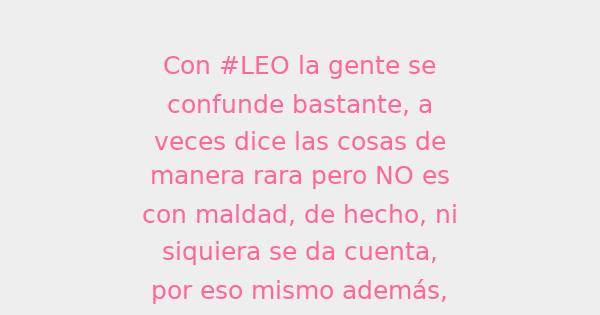 Con #LEO la gente se
confunde bastante, a
veces dice las cosas de
manera rara pero NO es
con maldad, de hecho, ni
siquiera se da cuenta,
por eso mismo además,